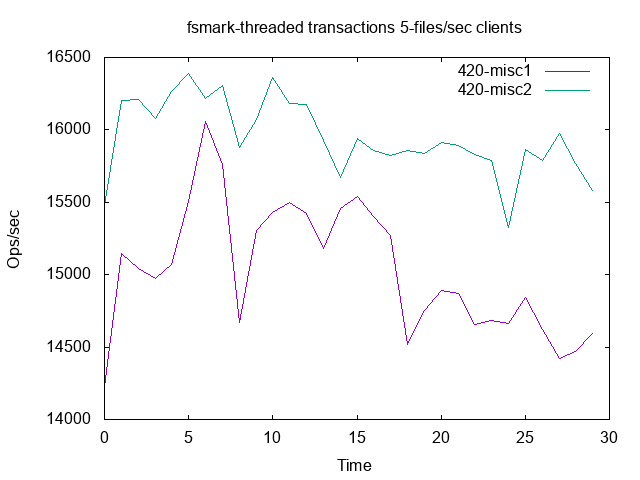 fsmark-threaded transactions 5-files/sec clients
16500
420-misc1
420-misc2
16000
15500
Ops/sec
15000
14500
14000
0 5 10 15 20 25 30
Time